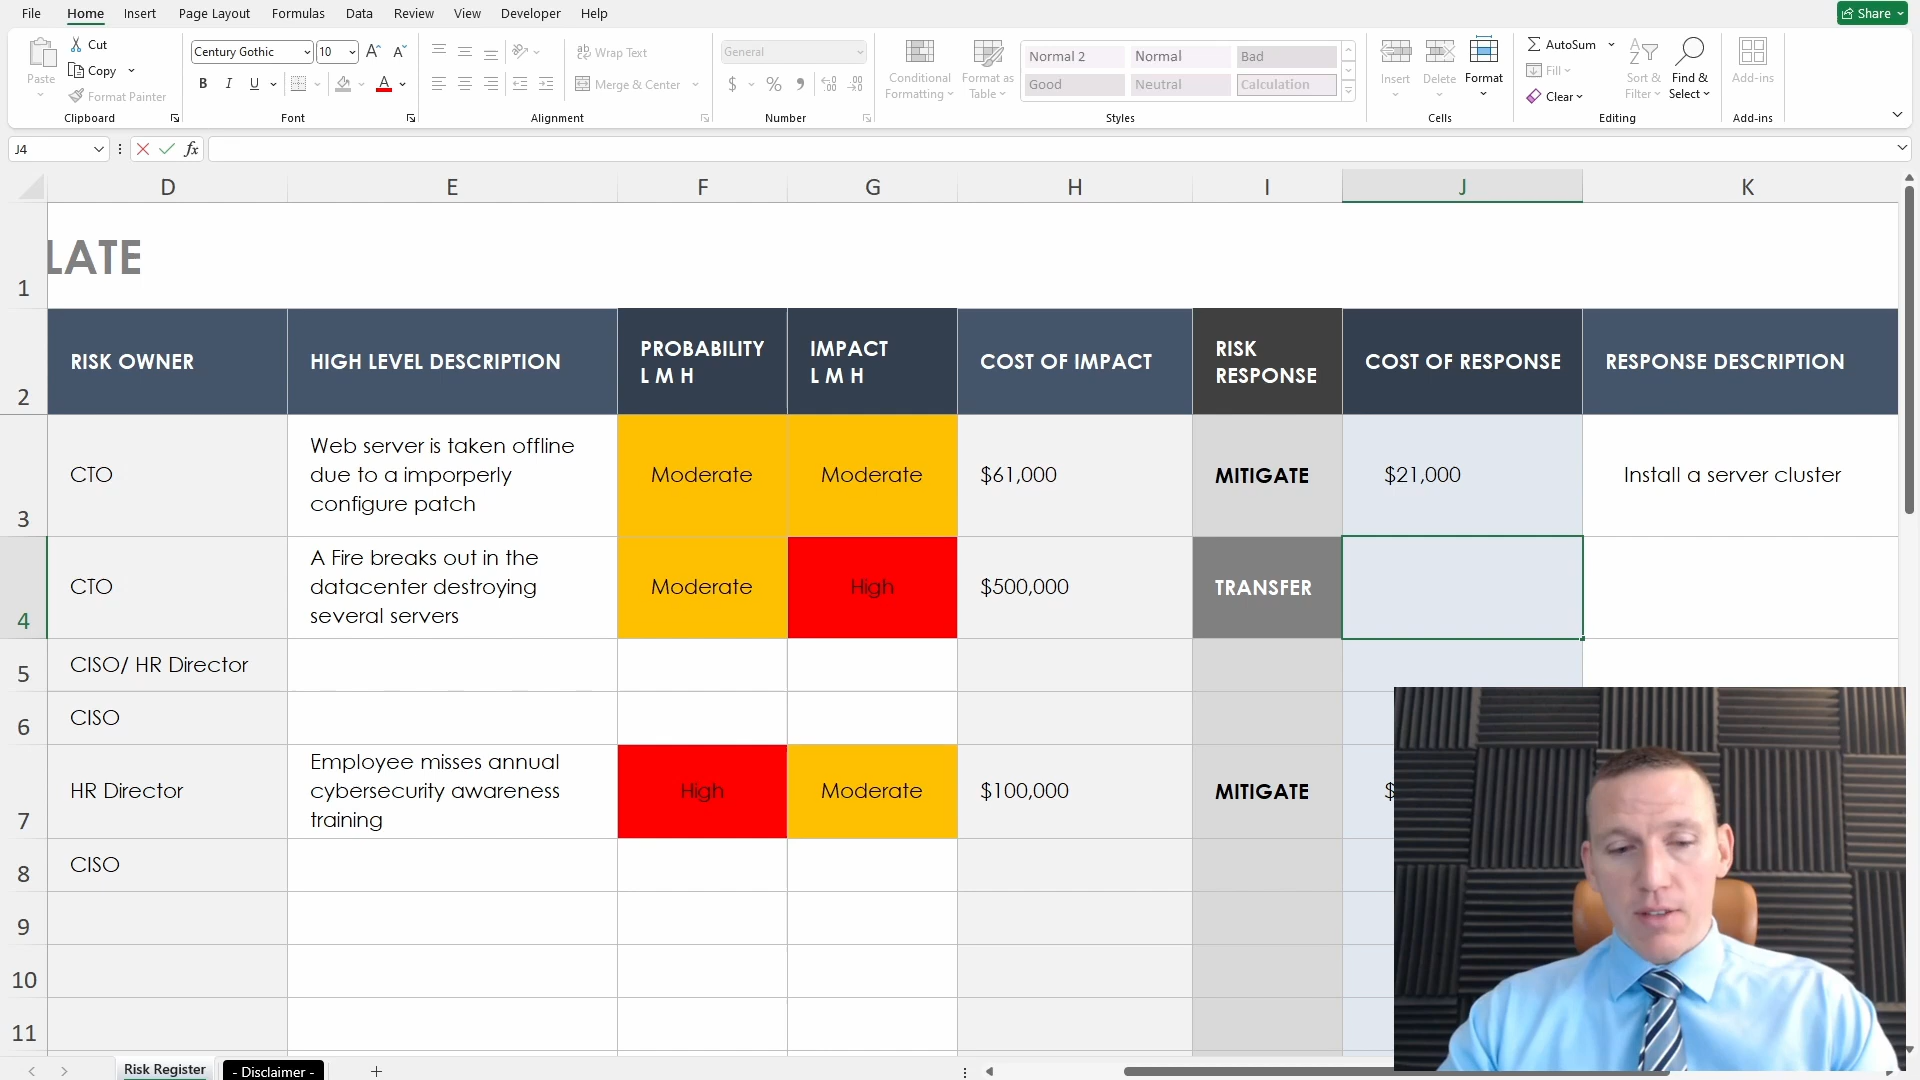 File Home Insert Page Layout Formulas Data Review View Developer Help Share
Paste Cut Copy Format Painter Clipboard
Century Gothic 10 A A B I U A Font
Wrap Text Merge & Center Alignment
General $ % Number
Conditional Formatting Format as Table
Normal 2 Normal Bad
Good Neutral Calculation
Styles
Insert Delete Format Cells
AutoSum Fill Clear Sort & Filter Find & Select Editing
Add-ins Add-ins
J4 fx
D E F G H I J K
LATE
1
RISK OWNER HIGH LEVEL DESCRIPTION PROBABILITY L M H IMPACT L M H COST OF IMPACT RISK RESPONSE COST OF RESPONSE RESPONSE DESCRIPTION
2
CTO
Web server is taken offline
due to a imporperly
configure patch
Moderate Moderate $61,000 MITIGATE $21,000 Install a server cluster
3
CTO
A Fire breaks out in the
datacenter destroying
several servers
Moderate High $500,000 TRANSFER
4
CISO/ HR Director
5
CISO
6
HR Director
Employee misses annual
cybersecurity awareness
training
High Moderate $100,000 MITIGATE $
7
CISO
8
9
10
11
Risk Register - Disclaimer -